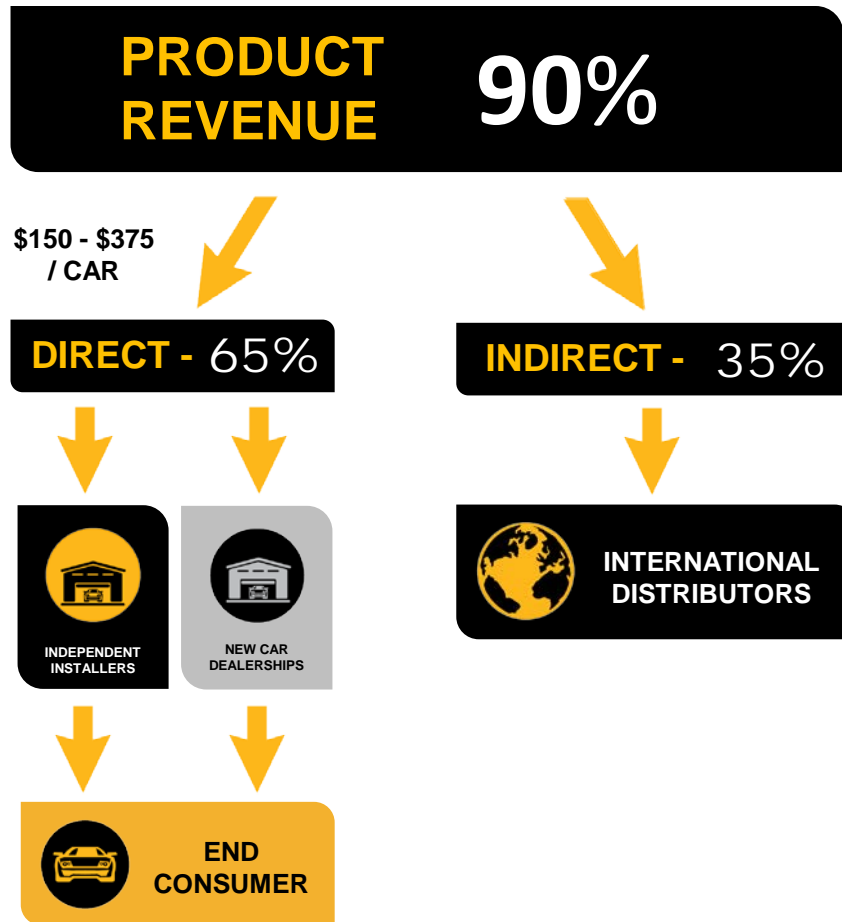 PRODUCT
REVENUE
90%
$150 - $375
/ CAR
DIRECT - 65%
INDIRECT - 35%
INDEPENDENT
INSTALLERS
NEW CAR
DEALERSHIPS
INTERNATIONAL
DISTRIBUTORS
END
CONSUMER